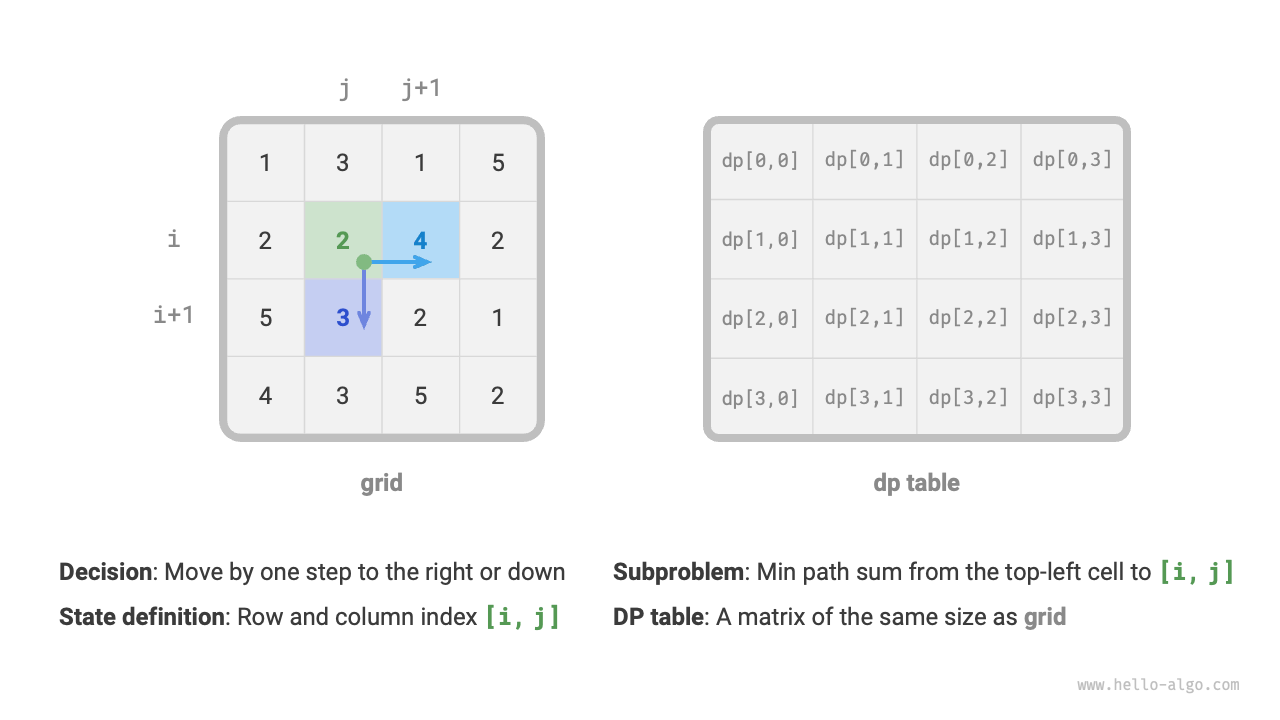 j j+1
1 3 1 5
i 2 2 4 2
i+1 5 3 2 1
4 3 5 2
grid
dp[0,0] dp[0,1] dp[0,2] dp[0,3]
dp[1,0] dp[1,1] dp[1,2] dp[1,3]
dp[2,0] dp[2,1] dp[2,2] dp[2,3]
dp[3,0] dp[3,1] dp[3,2] dp[3,3]
dp table
Decision: Move by one step to the right or down
State definition: Row and column index [i, j]
Subproblem: Min path sum from the top-left cell to [i, j]
DP table: A matrix of the same size as grid
www.hello-algo.com